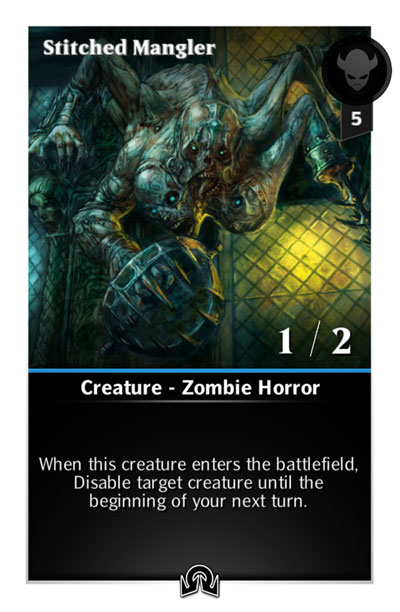 Stitched Mangler
5
1 / 2
Creature - Zombie Horror
When this creature enters the battlefield,
Disable target creature until the
beginning of your next turn.